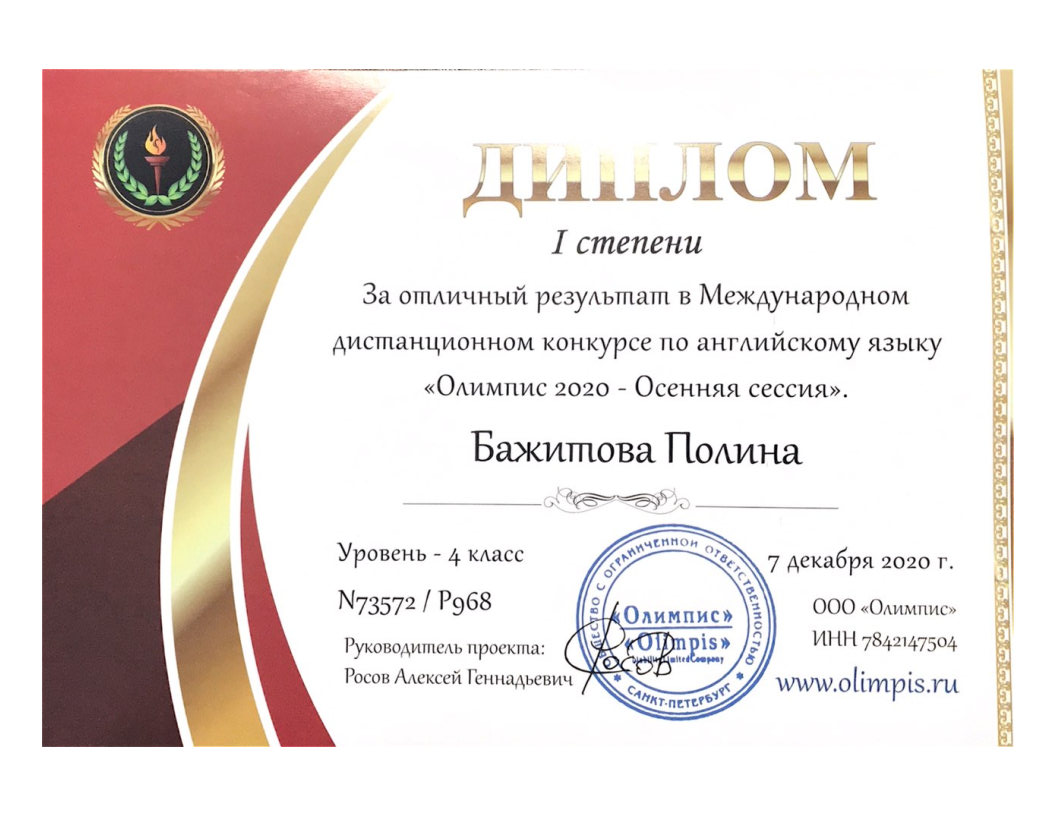 ДИПЛОМ
I степени
За отличный результат в Международном
дистанционном конкурсе по английскому языку
«Олимпис 2020 - Осенняя сессия».
Бажитова Полина
Уровень - 4 класс
7 декабря 2020 г.
N73572 / P968
ООО «Олимпис»
ИНН 7842147504
Руководитель проекта:
Росов Алексей Геннадьевич
www.olimpis.ru
ОБЩЕСТВО С ОГРАНИЧЕННОЙ ОТВЕТСТВЕННОСТЬЮ
«Олимпис»
«Olimpis»
Limited Company
САНКТ-ПЕТЕРБУРГ
Росов